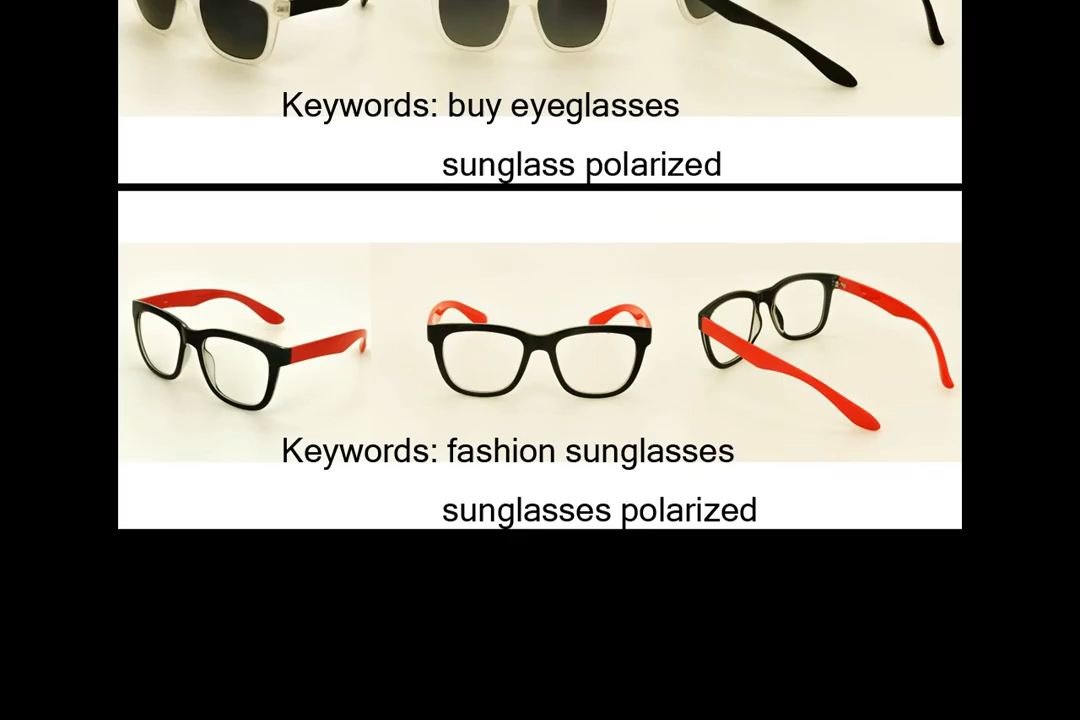 Keywords: buy eyeglasses
sunglass polarized
Keywords: fashion sunglasses
sunglasses polarized